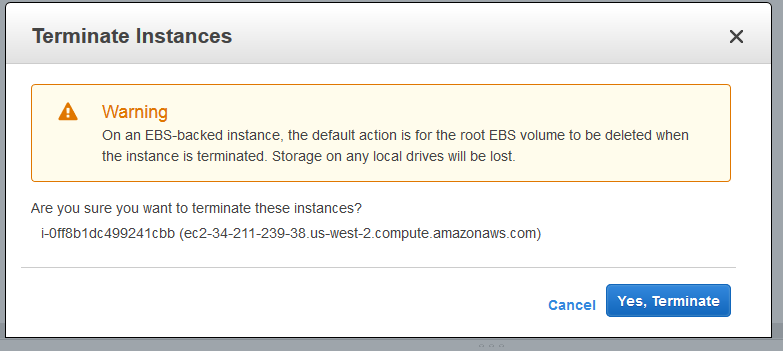 Terminate Instances
Warning
On an EBS-backed instance, the default action is for the root EBS volume to be deleted when
the instance is terminated. Storage on any local drives will be lost.
Are you sure you want to terminate these instances?
i-0ff8b1dc499241cbb (ec2-34-211-239-38.us-west-2.compute.amazonaws.com)
Cancel
Yes, Terminate